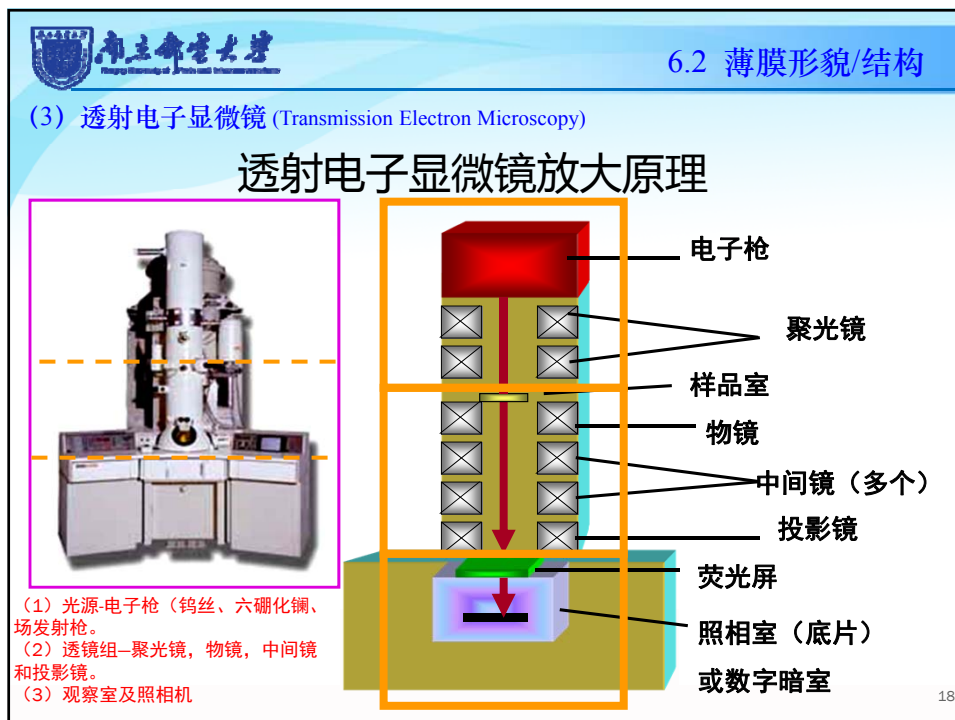 南京邮电大学
6.2 薄膜形貌/结构
（3）透射电子显微镜 (Transmission Electron Microscopy)
透射电子显微镜放大原理
电子枪
聚光镜
样品室
物镜
中间镜（多个）
投影镜
荧光屏
照相室（底片）
或数字暗室
（1）光源-电子枪（钨丝、六硼化镧、
场发射枪。
（2）透镜组—聚光镜，物镜，中间镜
和投影镜。
（3）观察室及照相机
18